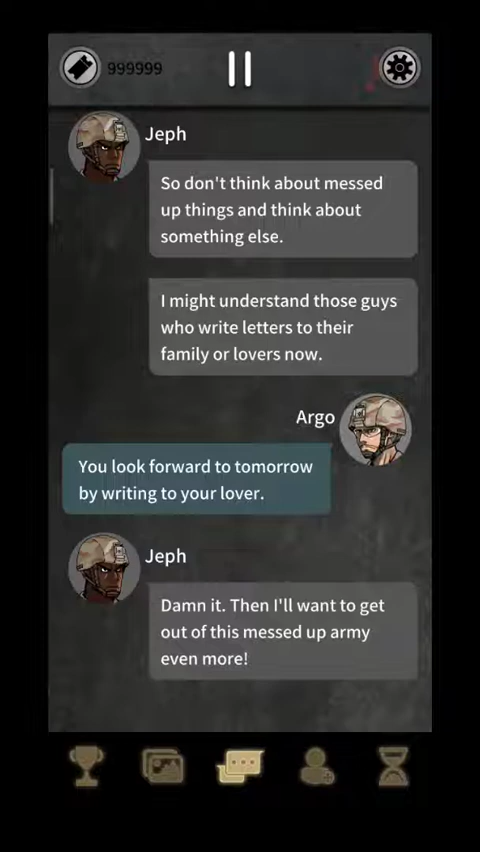 999999
Jeph
So don't think about messed
up things and think about
something else.
I might understand those guys
who write letters to their
family or lovers now.
Argo
You look forward to tomorrow
by writing to your lover.
Jeph
Damn it. Then I'll want to get
out of this messed up army
even more!